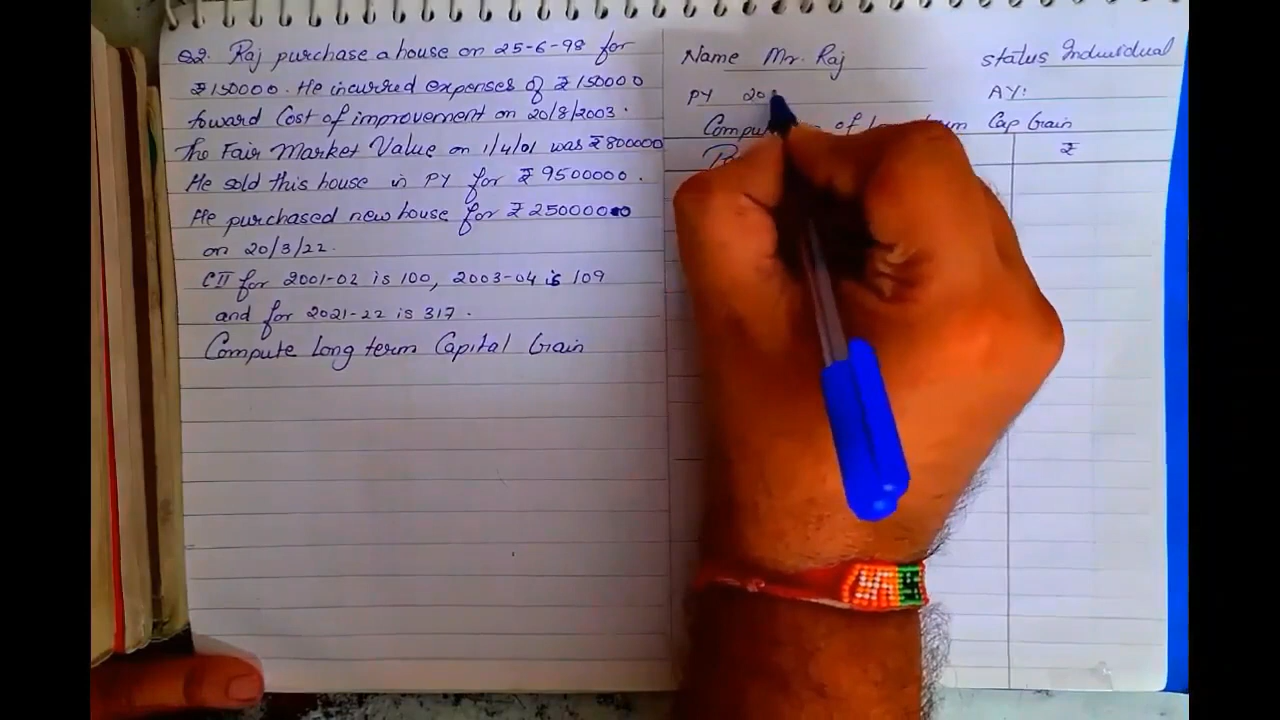 Q2. Raj purchase a house on 25-6-98 for
₹150000. He incurred expenses of ₹150000
toward Cost of improvement on 20/8/2003.
The Fair Market Value on 1/4/01 was ₹800000
He sold this house in PY for ₹9500000.
He purchased new house for ₹2500000
on 20/3/22.
CII for 2001-02 is 100, 2003-04 is 109
and for 2021-22 is 317.
Compute Long term Capital Gain
Name Mr. Raj status Individual
PY 20 AY:
of Cap Gain
₹